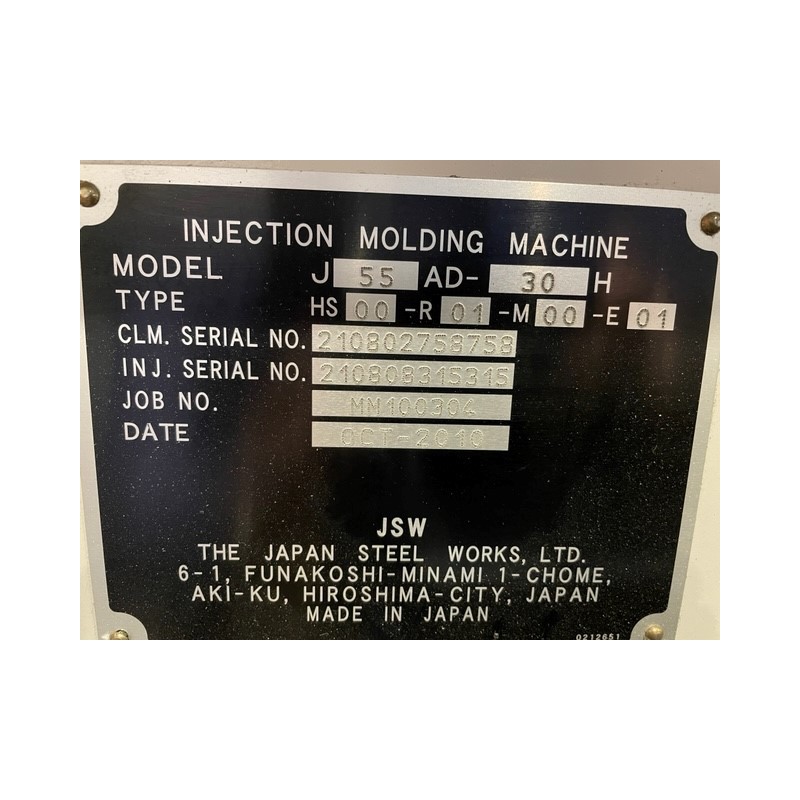 INJECTION MOLDING MACHINE
MODEL J 55 AD- 30 H
TYPE HS 00 -R 01 -M 00 -E 01
CLM. SERIAL NO. 210802758758
INJ. SERIAL NO. 210808315315
JOB NO. MM100304
DATE OCT-2010
JSW
THE JAPAN STEEL WORKS, LTD.
6-1, FUNAKOSHI-MINAMI 1-CHOME,
AKI-KU, HIROSHIMA-CITY, JAPAN
MADE IN JAPAN
0212651